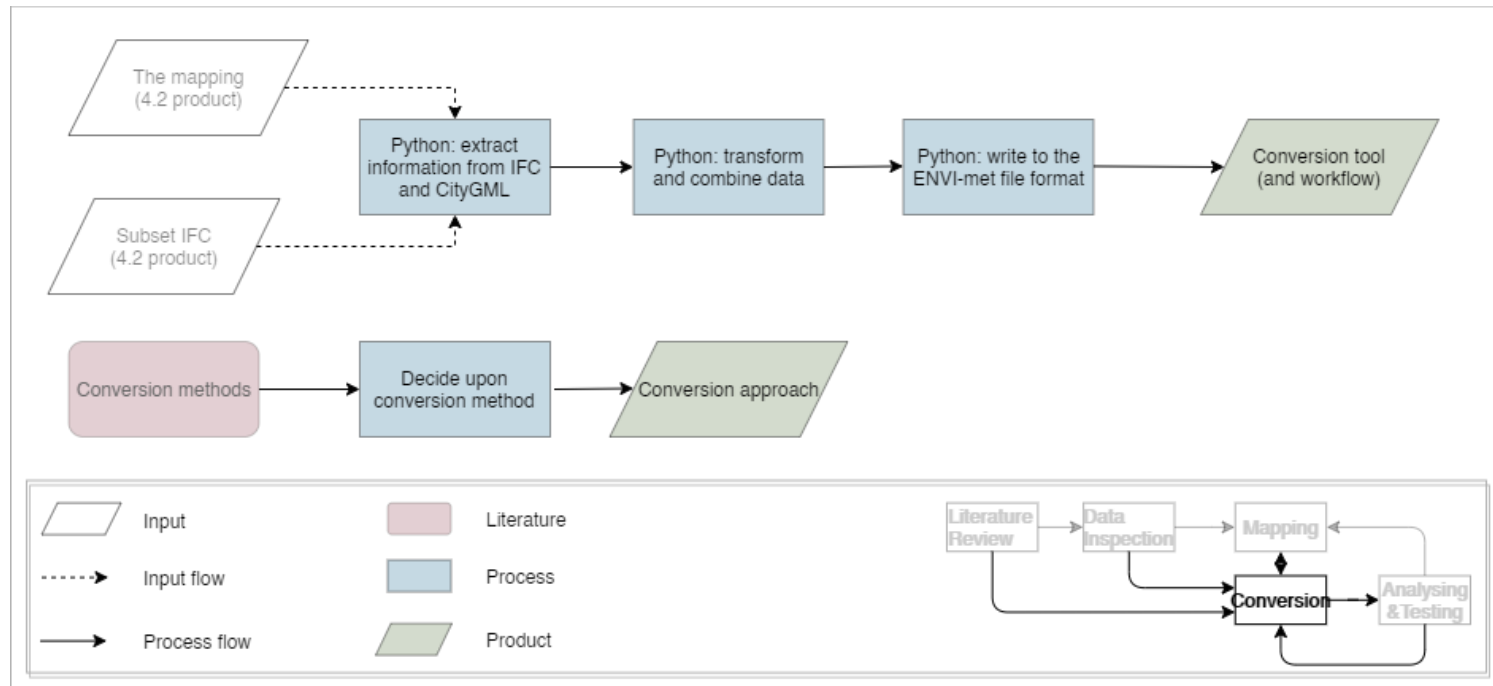 The mapping
(4.2 product)
Python: extract
information from IFC
and CityGML
Python: transform
and combine data
Python: write to the
ENVI-met file format
Conversion tool
(and workflow)
Subset IFC
(4.2 product)
Conversion methods
Decide upon
conversion method
Conversion approach
Input
Literature
Input flow
Process
Process flow
Product
Literature
Review
Data
Inspection
Mapping
Conversion
Analysing
&Testing